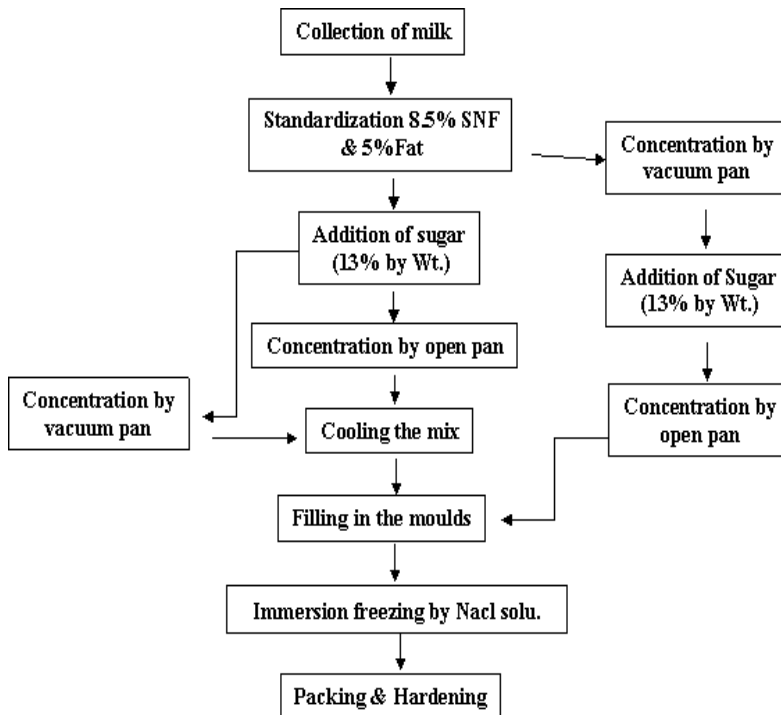 Collection of milk
Standardization 8.5% SNF
& 5%Fat
Concentration by
vacuum pan
Addition of sugar
(13% by Wt.)
Addition of Sugar
(13% by Wt.)
Concentration by open pan
Concentration by
vacuum pan
Concentration by
open pan
Cooling the mix
Filling in the moulds
Immersion freezing by Nacl solu.
Packing & Hardening